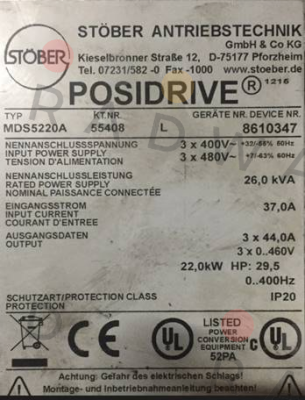 STÖBER ANTRIEBSTECHNIK
GmbH & Co KG
STÖBER
Kieselbronner Straße 12, D-75177 Pforzheim
Tel. 07231/582 -0 Fax -1000 www.stoeber.de
POSIDRIVE® 1216
TYP KT.NR. GERÄTE NR. DEVICE NR.
MDS5220A 55408 L 8610347
NENNANSCHLUSSSPANNUNG 3 x 400V~ 60Hz
INPUT POWER SUPPLY 3 x 480V~ 60Hz
TENSION D'ALIMENTATION
NENNANSCHLUSSLEISTUNG 26,0 kVA
RATED POWER SUPPLY
NOMINAL PAISSANCE CONNECTÉE
EINGANGSSTROM 37,0A
INPUT CURRENT
COURANT D'ENTREE
AUSGANGSDATEN 3 x 44,0A
OUTPUT 3 x 0..460V
22,0kW HP: 29,5
0..400Hz
SCHUTZART/PROTECTION CLASS IP20
PROTECTION
CE
UL
LISTED
POWER
CONVERSION
EQUIPMENT
52PA
UL
Achtung: Gefahr des elektrischen Schlags!
Montage- und Inbetriebnahmeanleitung beachten!